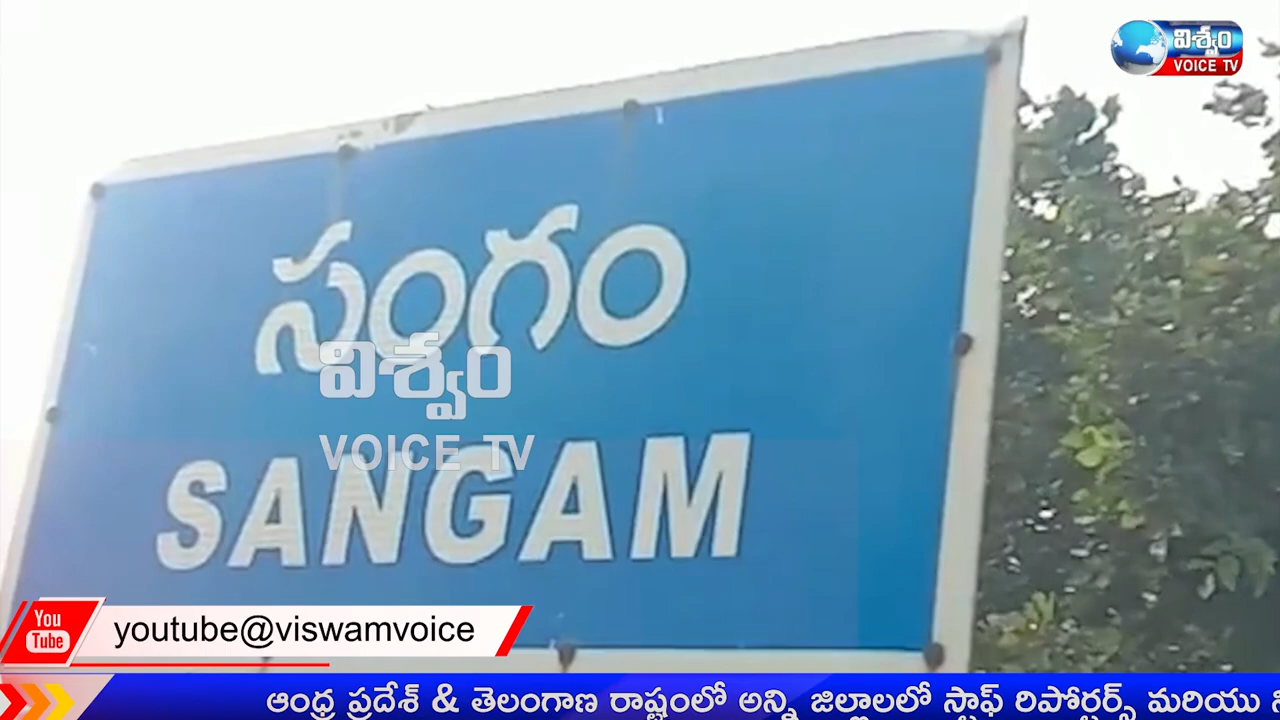 విశ్వం
VOICE TV
సంగం
విశ్వం
VOICE TV
SANGAM
You
Tube
youtube@viswamvoice
ఆంధ్ర ప్రదేశ్ & తెలంగాణ రాష్టంలో అన్ని జిల్లాలలో స్టాఫ్ రిపోర్టర్స్ మరియు